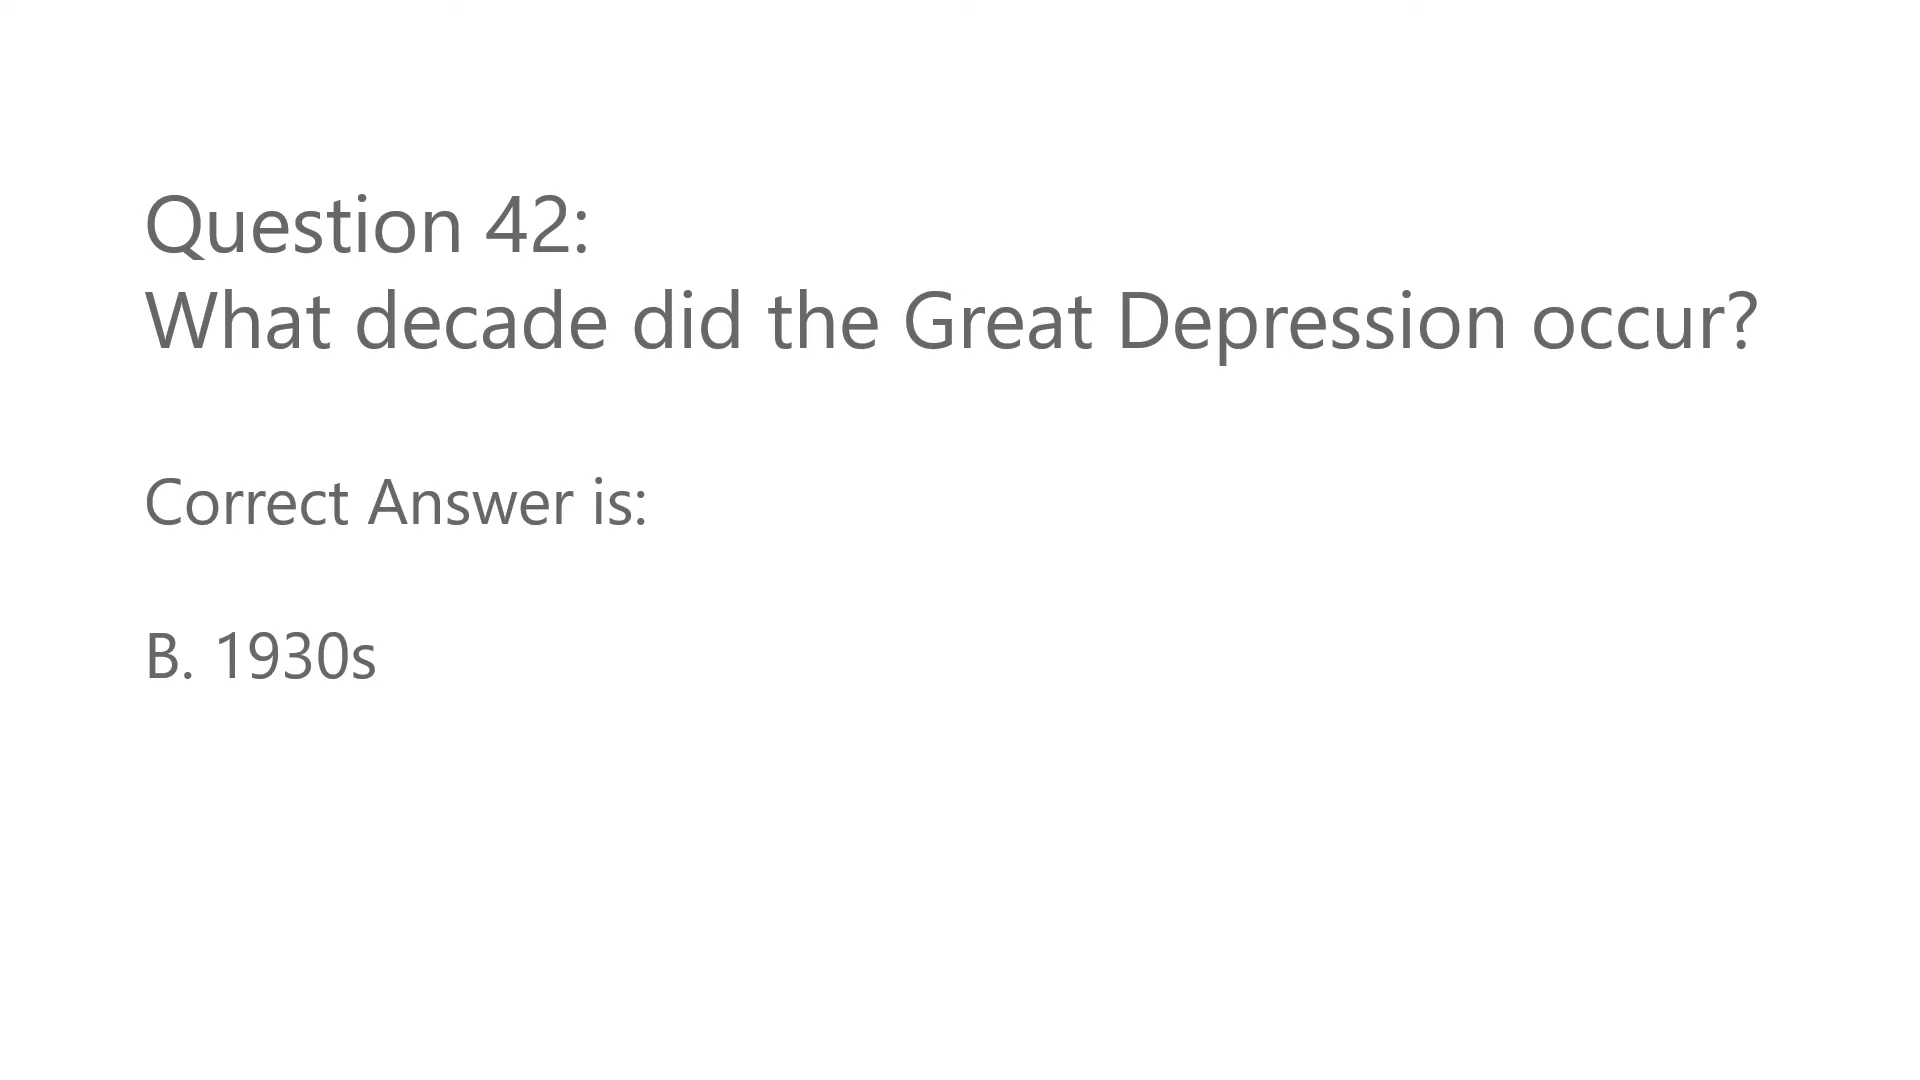 Question 42:
What decade did the Great Depression occur?
Correct Answer is:
B. 1930s